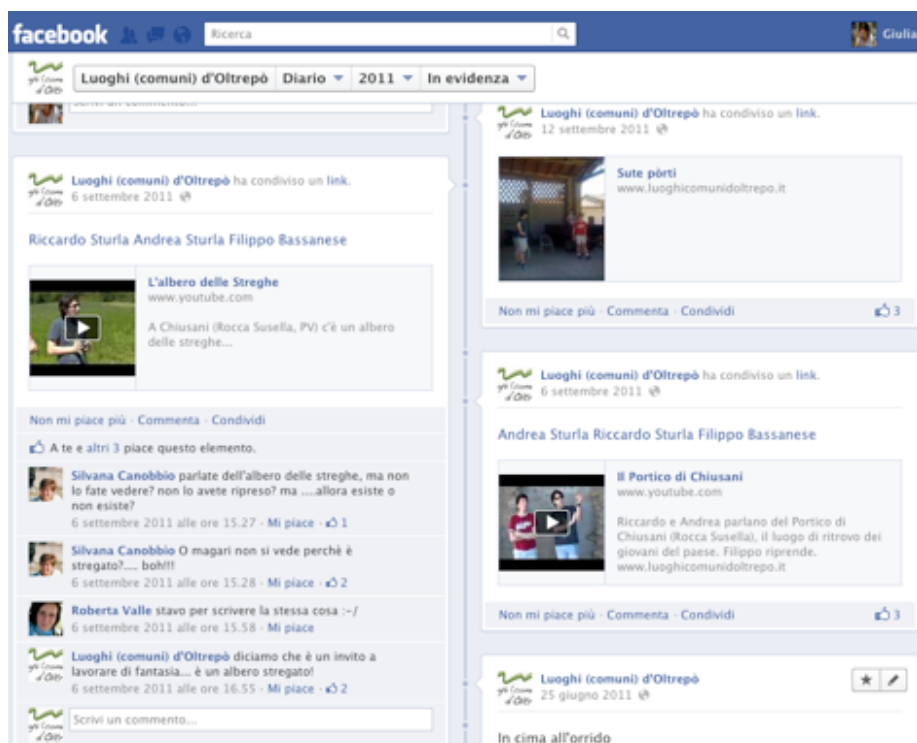 facebook
Ricerca
Giulia
Luoghi (comuni) d'Oltrepò Diario 2011 In evidenza
Scrivi un commento...
Luoghi (comuni) d'Oltrepò ha condiviso un link.
6 settembre 2011
Riccardo Sturla Andrea Sturla Filippo Bassanese
L'albero delle Streghe
www.youtube.com
A Chiusani (Rocca Susella, PV) c'è un albero
delle streghe...
Non mi piace più · Commenta · Condividi
A te e altri 3 piace questo elemento.
Silvana Canobbio parlate dell'albero delle streghe, ma non
lo fate vedere? non lo avete ripreso? ma ....allora esiste o
non esiste?
6 settembre 2011 alle ore 15.27 · Mi piace · 1
Silvana Canobbio O magari non si vede perchè è
stregato?.... boh!!!
6 settembre 2011 alle ore 15.28 · Mi piace · 2
Roberta Valle stavo per scrivere la stessa cosa :-/
6 settembre 2011 alle ore 15.58 · Mi piace
Luoghi (comuni) d'Oltrepò diciamo che è un invito a
lavorare di fantasia... è un albero stregato!
6 settembre 2011 alle ore 16.55 · Mi piace · 2
Scrivi un commento...
Luoghi (comuni) d'Oltrepò ha condiviso un link.
12 settembre 2011
Sute pòrti
www.luoghicomunidoltrepo.it
Non mi piace più · Commenta · Condividi 3
Luoghi (comuni) d'Oltrepò ha condiviso un link.
6 settembre 2011
Andrea Sturla Riccardo Sturla Filippo Bassanese
Il Portico di Chiusani
www.youtube.com
Riccardo e Andrea parlano del Portico di
Chiusani (Rocca Susella), il luogo di ritrovo dei
giovani del paese. Filippo riprende.
www.luoghicomunidoltrepo.it
Non mi piace più · Commenta · Condividi 3
Luoghi (comuni) d'Oltrepò
25 giugno 2011
In cima all'orrido